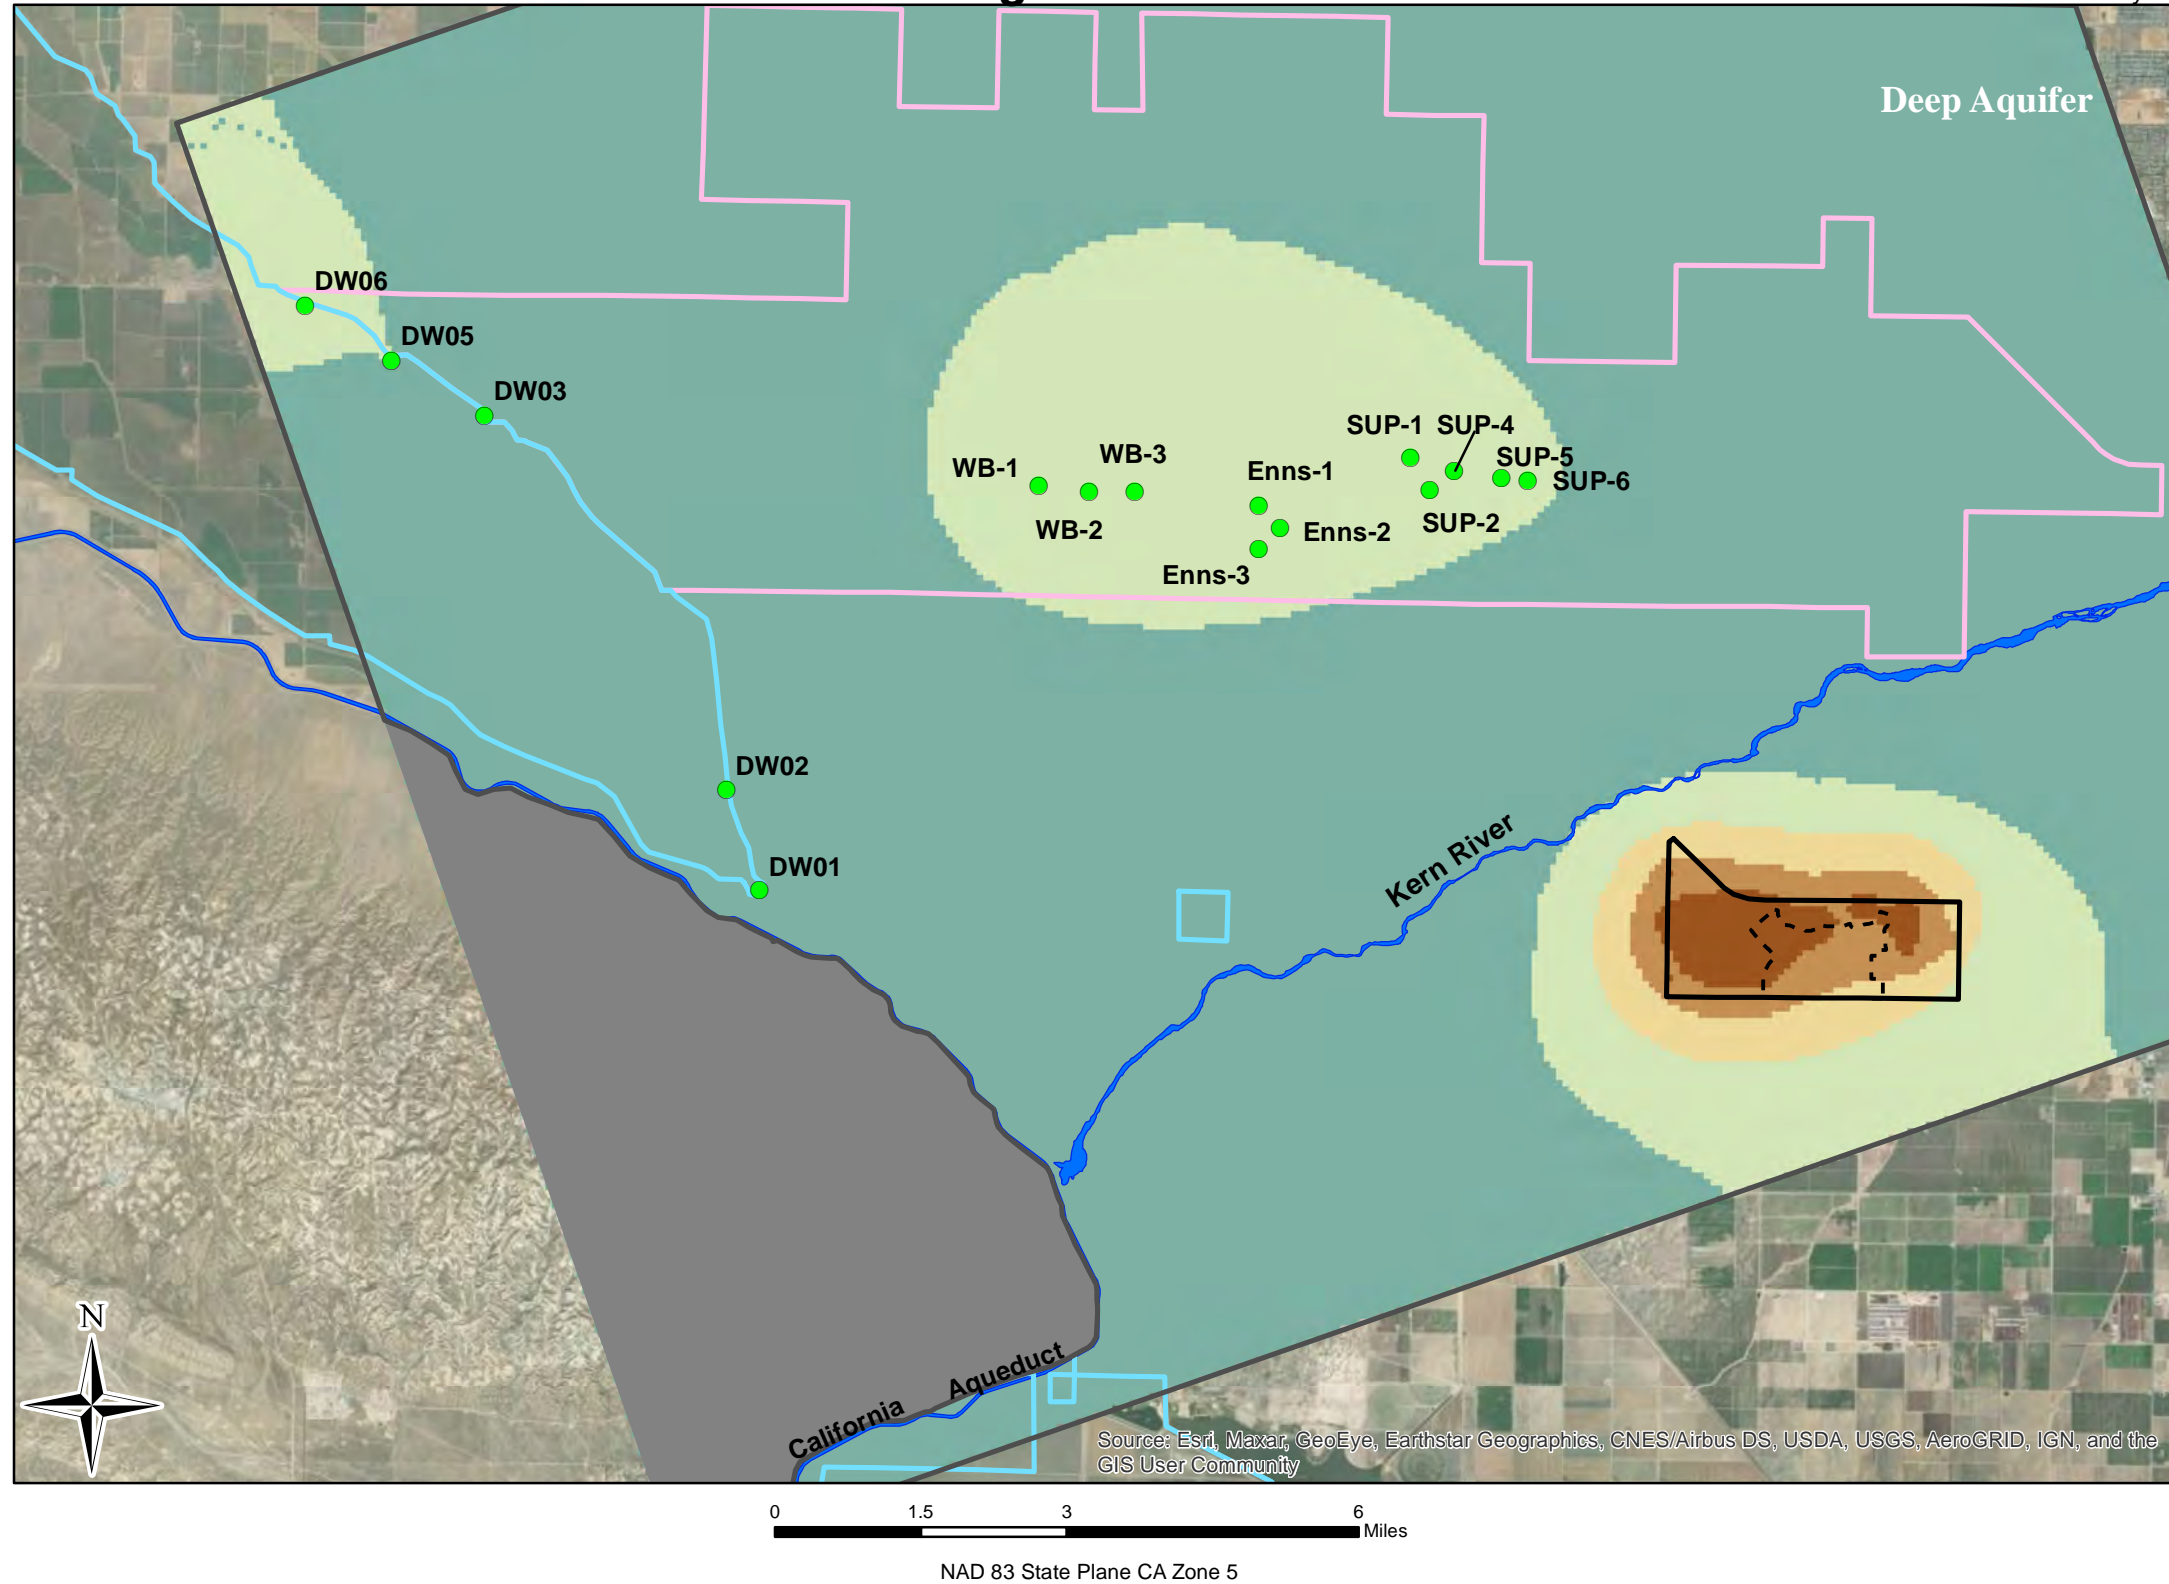 Deep Aquifer
DW06
DW05
DW03
SUP-1 SUP-4
WB-3
SUP-5
WB-1
Enns-1
SUP-6
WB-2
SUP-2
Enns-2
Enns-3
DW02
DW01
Kern River
N
California Aqueduct
Source: Esri, Maxar, GeoEye, Earthstar Geographics, CNES/Airbus DS, USDA, USGS, AeroGRID, IGN, and the
GIS User Community
0 1.5 3 6
Miles
NAD 83 State Plane CA Zone 5